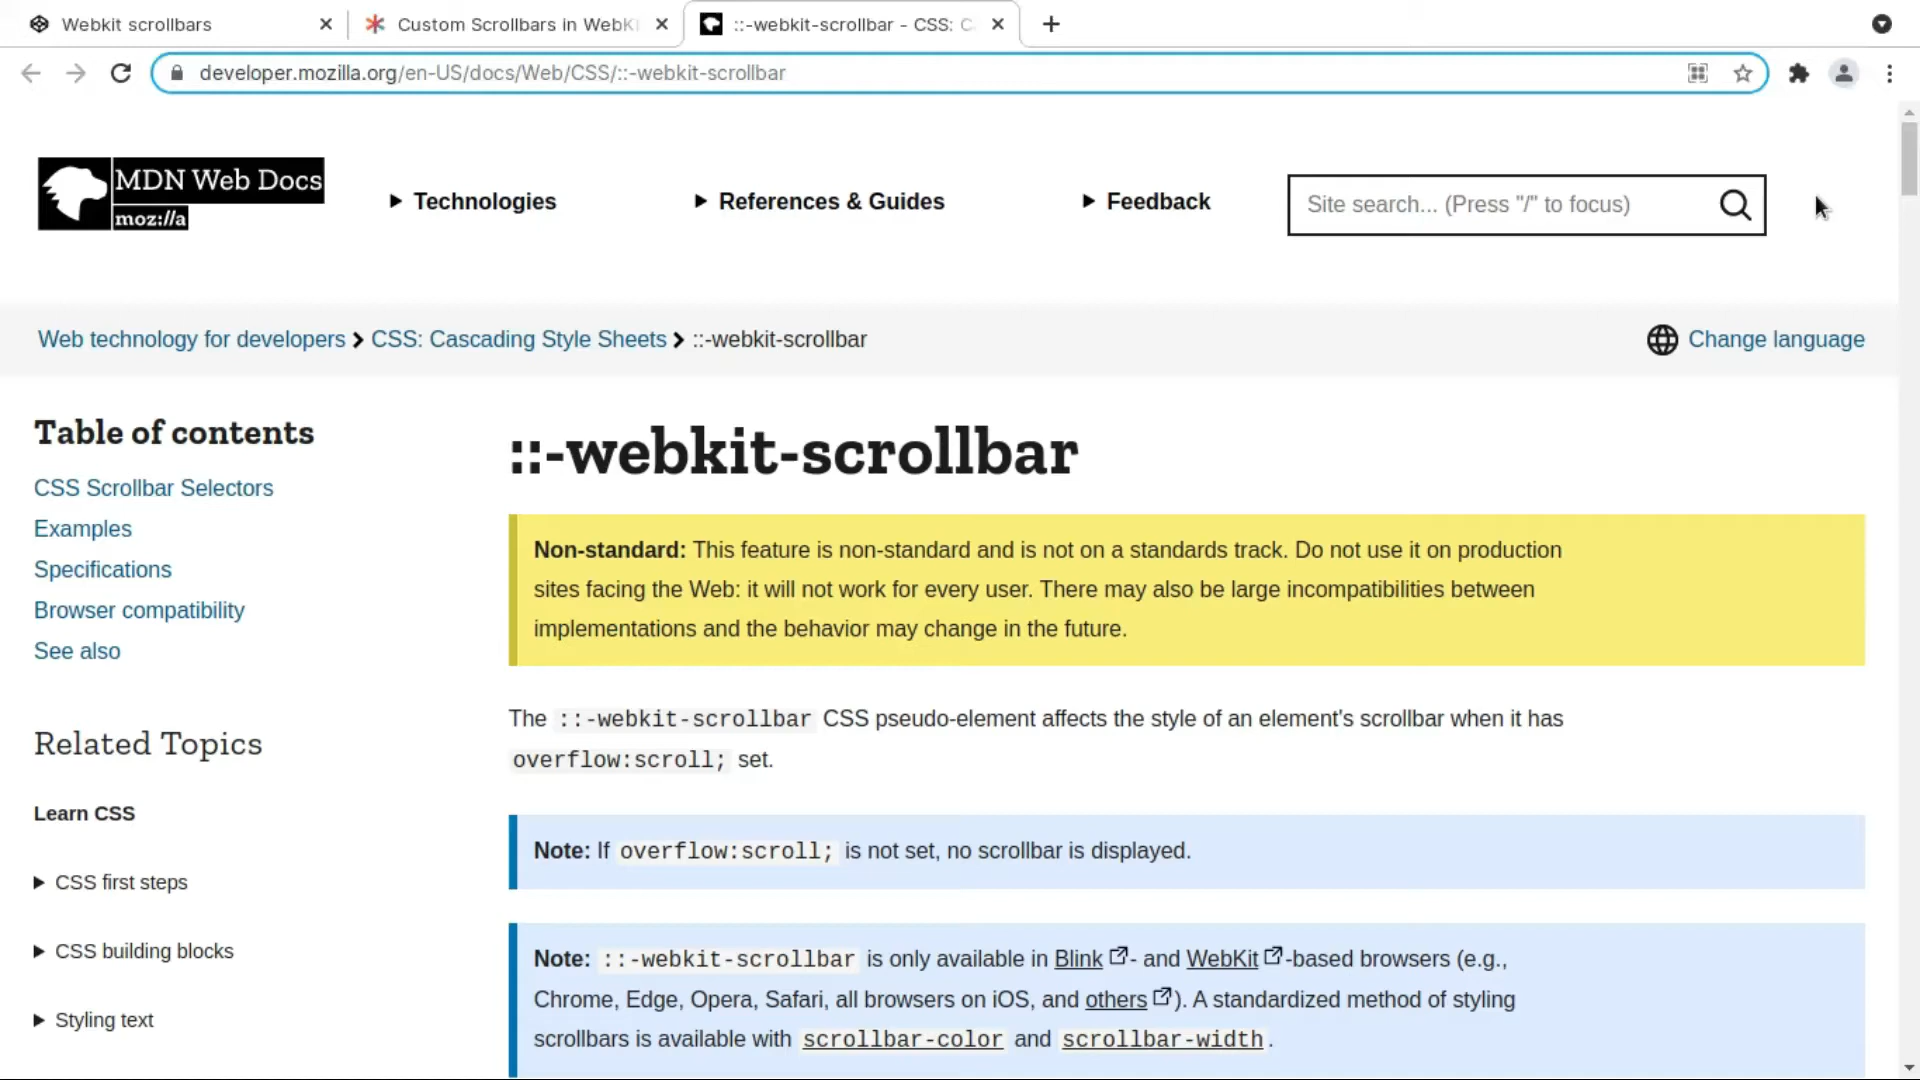 Webkit scrollbars
Custom Scrollbars in WebK
::-webkit-scrollbar - CSS: C
developer.mozilla.org/en-US/docs/Web/CSS/::-webkit-scrollbar
MDN Web Docs
moz://a
Technologies
References & Guides
Feedback
Site search... (Press "/" to focus)
Web technology for developers
CSS: Cascading Style Sheets
::-webkit-scrollbar
Change language
Table of contents
CSS Scrollbar Selectors
Examples
Specifications
Browser compatibility
See also
Related Topics
Learn CSS
CSS first steps
CSS building blocks
Styling text
::-webkit-scrollbar
Non-standard: This feature is non-standard and is not on a standards track. Do not use it on production
sites facing the Web: it will not work for every user. There may also be large incompatibilities between
implementations and the behavior may change in the future.
The ::-webkit-scrollbar CSS pseudo-element affects the style of an element's scrollbar when it has
overflow:scroll; set.
Note: If overflow:scroll; is not set, no scrollbar is displayed.
Note: ::-webkit-scrollbar is only available in Blink - and WebKit -based browsers (e.g.,
Chrome, Edge, Opera, Safari, all browsers on iOS, and others ). A standardized method of styling
scrollbars is available with scrollbar-color and scrollbar-width.